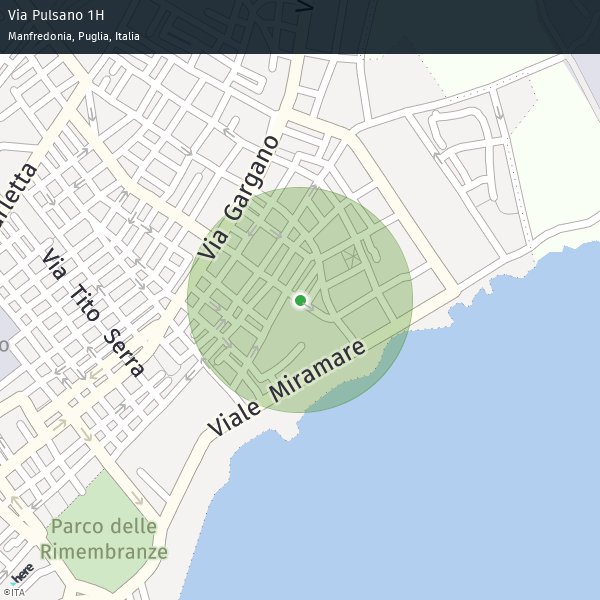 Via Pulsano 1H
Manfredonia, Puglia, Italia
V
Via Gargano
rletta
Via Tito Serra
o
Viale Miramare
Parco delle
Rimembranze
here
©ITA